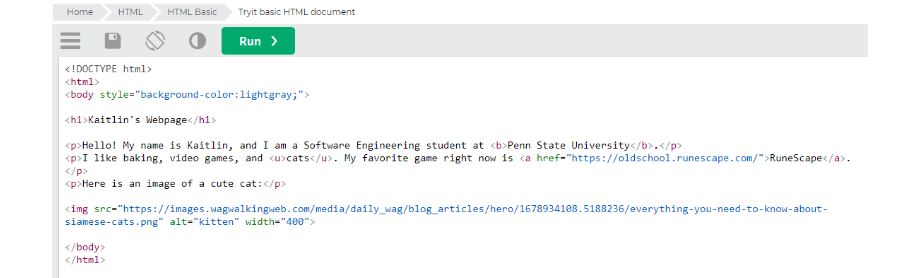 Home HTML HTML Basic Tryit basic HTML document
Run ❯
<!DOCTYPE html>
<html>
<body style="background-color:lightgray;">
<h1>Kaitlin's Webpage</h1>
<p>Hello! My name is Kaitlin, and I am a Software Engineering student at <b>Penn State University</b>.</p>
<p>I like baking, video games, and <u>cats</u>. My favorite game right now is <a href="https://oldschool.runescape.com/">RuneScape</a>.
</p>
<p>Here is an image of a cute cat:</p>
<img src="https://images.wagwalkingweb.com/media/daily_wag/blog_articles/hero/1678934108.5188236/everything-you-need-to-know-about-
siamese-cats.png" alt="kitten" width="400">
</body>
</html>